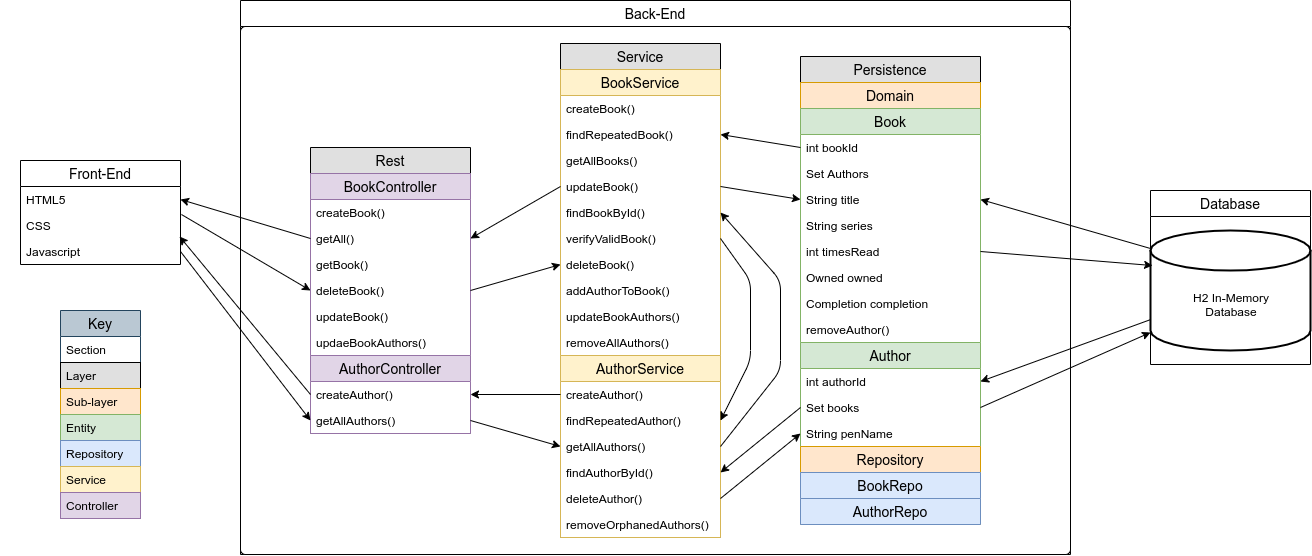 Back-End
Front-End
HTML5
CSS
Javascript
Key
Section
Layer
Sub-layer
Entity
Repository
Service
Controller
Rest
BookController
createBook()
getAll()
getBook()
deleteBook()
updateBook()
updaeBookAuthors()
AuthorController
createAuthor()
getAllAuthors()
Service
BookService
createBook()
findRepeatedBook()
getAllBooks()
updateBook()
findBookById()
verifyValidBook()
deleteBook()
addAuthorToBook()
updateBookAuthors()
removeAllAuthors()
AuthorService
createAuthor()
findRepeatedAuthor()
getAllAuthors()
findAuthorById()
deleteAuthor()
removeOrphanedAuthors()
Persistence
Domain
Book
int bookId
Set Authors
String title
String series
int timesRead
Owned owned
Completion completion
removeAuthor()
Author
int authorId
Set books
String penName
Repository
BookRepo
AuthorRepo
Database
H2 In-Memory
Database